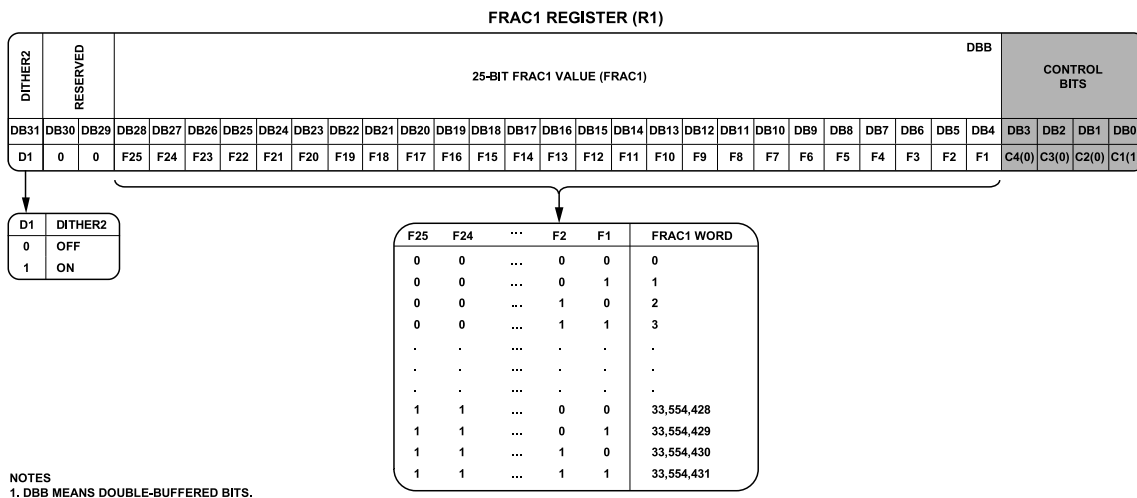 FRAC1 REGISTER (R1)
DITHER2
RESERVED
DBB
25-BIT FRAC1 VALUE (FRAC1)
CONTROL
BITS
DB31 DB30 DB29 DB28 DB27 DB26 DB25 DB24 DB23 DB22 DB21 DB20 DB19 DB18 DB17 DB16 DB15 DB14 DB13 DB12 DB11 DB10 DB9 DB8 DB7 DB6 DB5 DB4 DB3 DB2 DB1 DB0
D1 0 0 F25 F24 F23 F22 F21 F20 F19 F18 F17 F16 F15 F14 F13 F12 F11 F10 F9 F8 F7 F6 F5 F4 F3 F2 F1 C4(0) C3(0) C2(0) C1(1
D1 DITHER2
0 OFF
1 ON
F25 F24 ... F2 F1 FRAC1 WORD
0 0 ... 0 0 0
0 0 ... 0 1 1
0 0 ... 1 0 2
0 0 ... 1 1 3
. . ... . . .
. . ... . . .
. . ... . . .
1 1 ... 0 0 33,554,428
1 1 ... 0 1 33,554,429
1 1 ... 1 0 33,554,430
1 1 ... 1 1 33,554,431
NOTES
1. DBB MEANS DOUBLE-BUFFERED BITS.